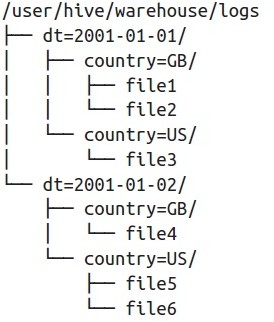 /user/hive/warehouse/logs
├── dt=2001-01-01/
│   ├── country=GB/
│   │   ├── file1
│   │   └── file2
│   └── country=US/
│       └── file3
└── dt=2001-01-02/
    ├── country=GB/
    │   └── file4
    └── country=US/
        ├── file5
        └── file6